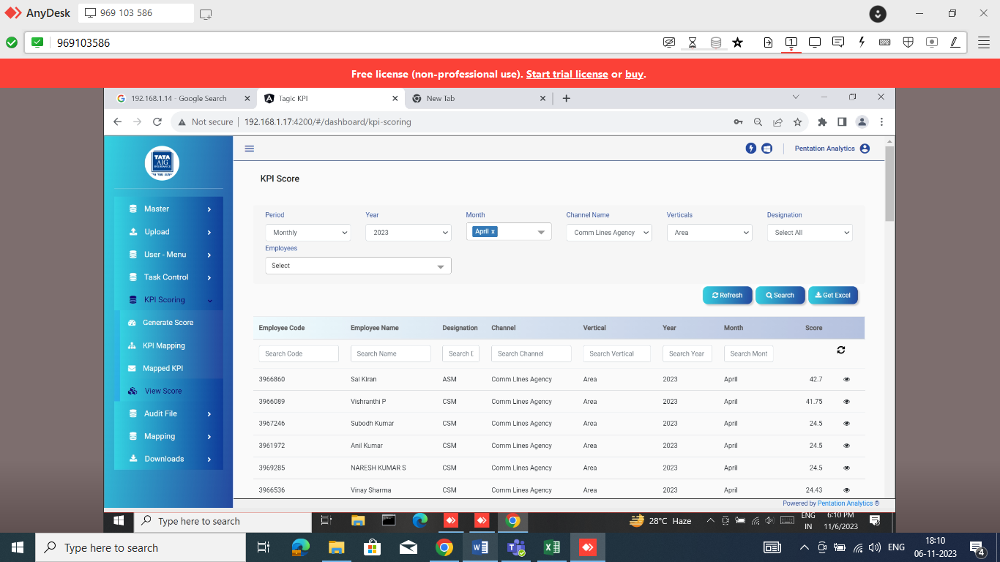 AnyDesk 969 103 586
969103586
Free license (non-professional use). Start trial license or buy.
192.168.1.14 - Google Search Tagic KPI New Tab
Not secure 192.168.1.17:4200/#/dashboard/kpi-scoring
TATA
AIG
INSURANCE
Pentation Analytics
KPI Score
Master
Upload
User - Menu
Task Control
KPI Scoring
Generate Score
KPI Mapping
Mapped KPI
View Score
Audit File
Mapping
Downloads
Period Year Month Channel Name Verticals Designation
Monthly 2023 April x Comm Lines Agency Area Select All
Employees
Select
Refresh Search Get Excel
Employee Code Employee Name Designation Channel Vertical Year Month Score
Search Code Search Name Search D Search Channel Search Vertical Search Year Search Mont
3966860 Sai Kiran ASM Comm Lines Agency Area 2023 April 42.7
3966089 Vishranthi P CSM Comm Lines Agency Area 2023 April 41.75
3967246 Subodh Kumar CSM Comm Lines Agency Area 2023 April 24.5
3961972 Anil Kumar CSM Comm Lines Agency Area 2023 April 24.5
3969285 NARESH KUMAR S CSM Comm Lines Agency Area 2023 April 24.5
3966536 Vinay Sharma CSM Comm Lines Agency Area 2023 April 24.43
Powered by Pentation Analytics ®
Type here to search 28°C Haze ENG 6:10 PM
IN 11/6/2023
Type here to search ENG 18:10
06-11-2023 4